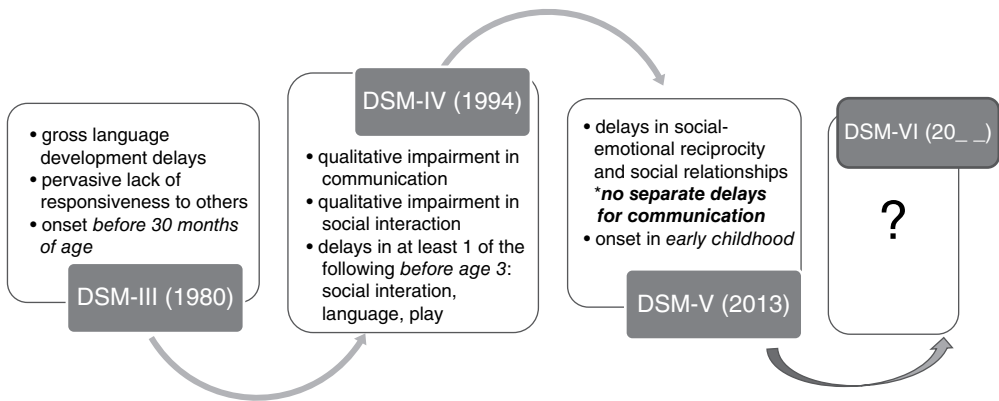 • gross language
development delays
• pervasive lack of
responsiveness to others
• onset before 30 months
of age
DSM-III (1980)
DSM-IV (1994)
• qualitative impairment in
communication
• qualitative impairment in
social interaction
• delays in at least 1 of the
following before age 3:
social interation,
language, play
• delays in social-
emotional reciprocity
and social relationships
*no separate delays
for communication
• onset in early childhood
DSM-V (2013)
DSM-VI (20_ _)
?